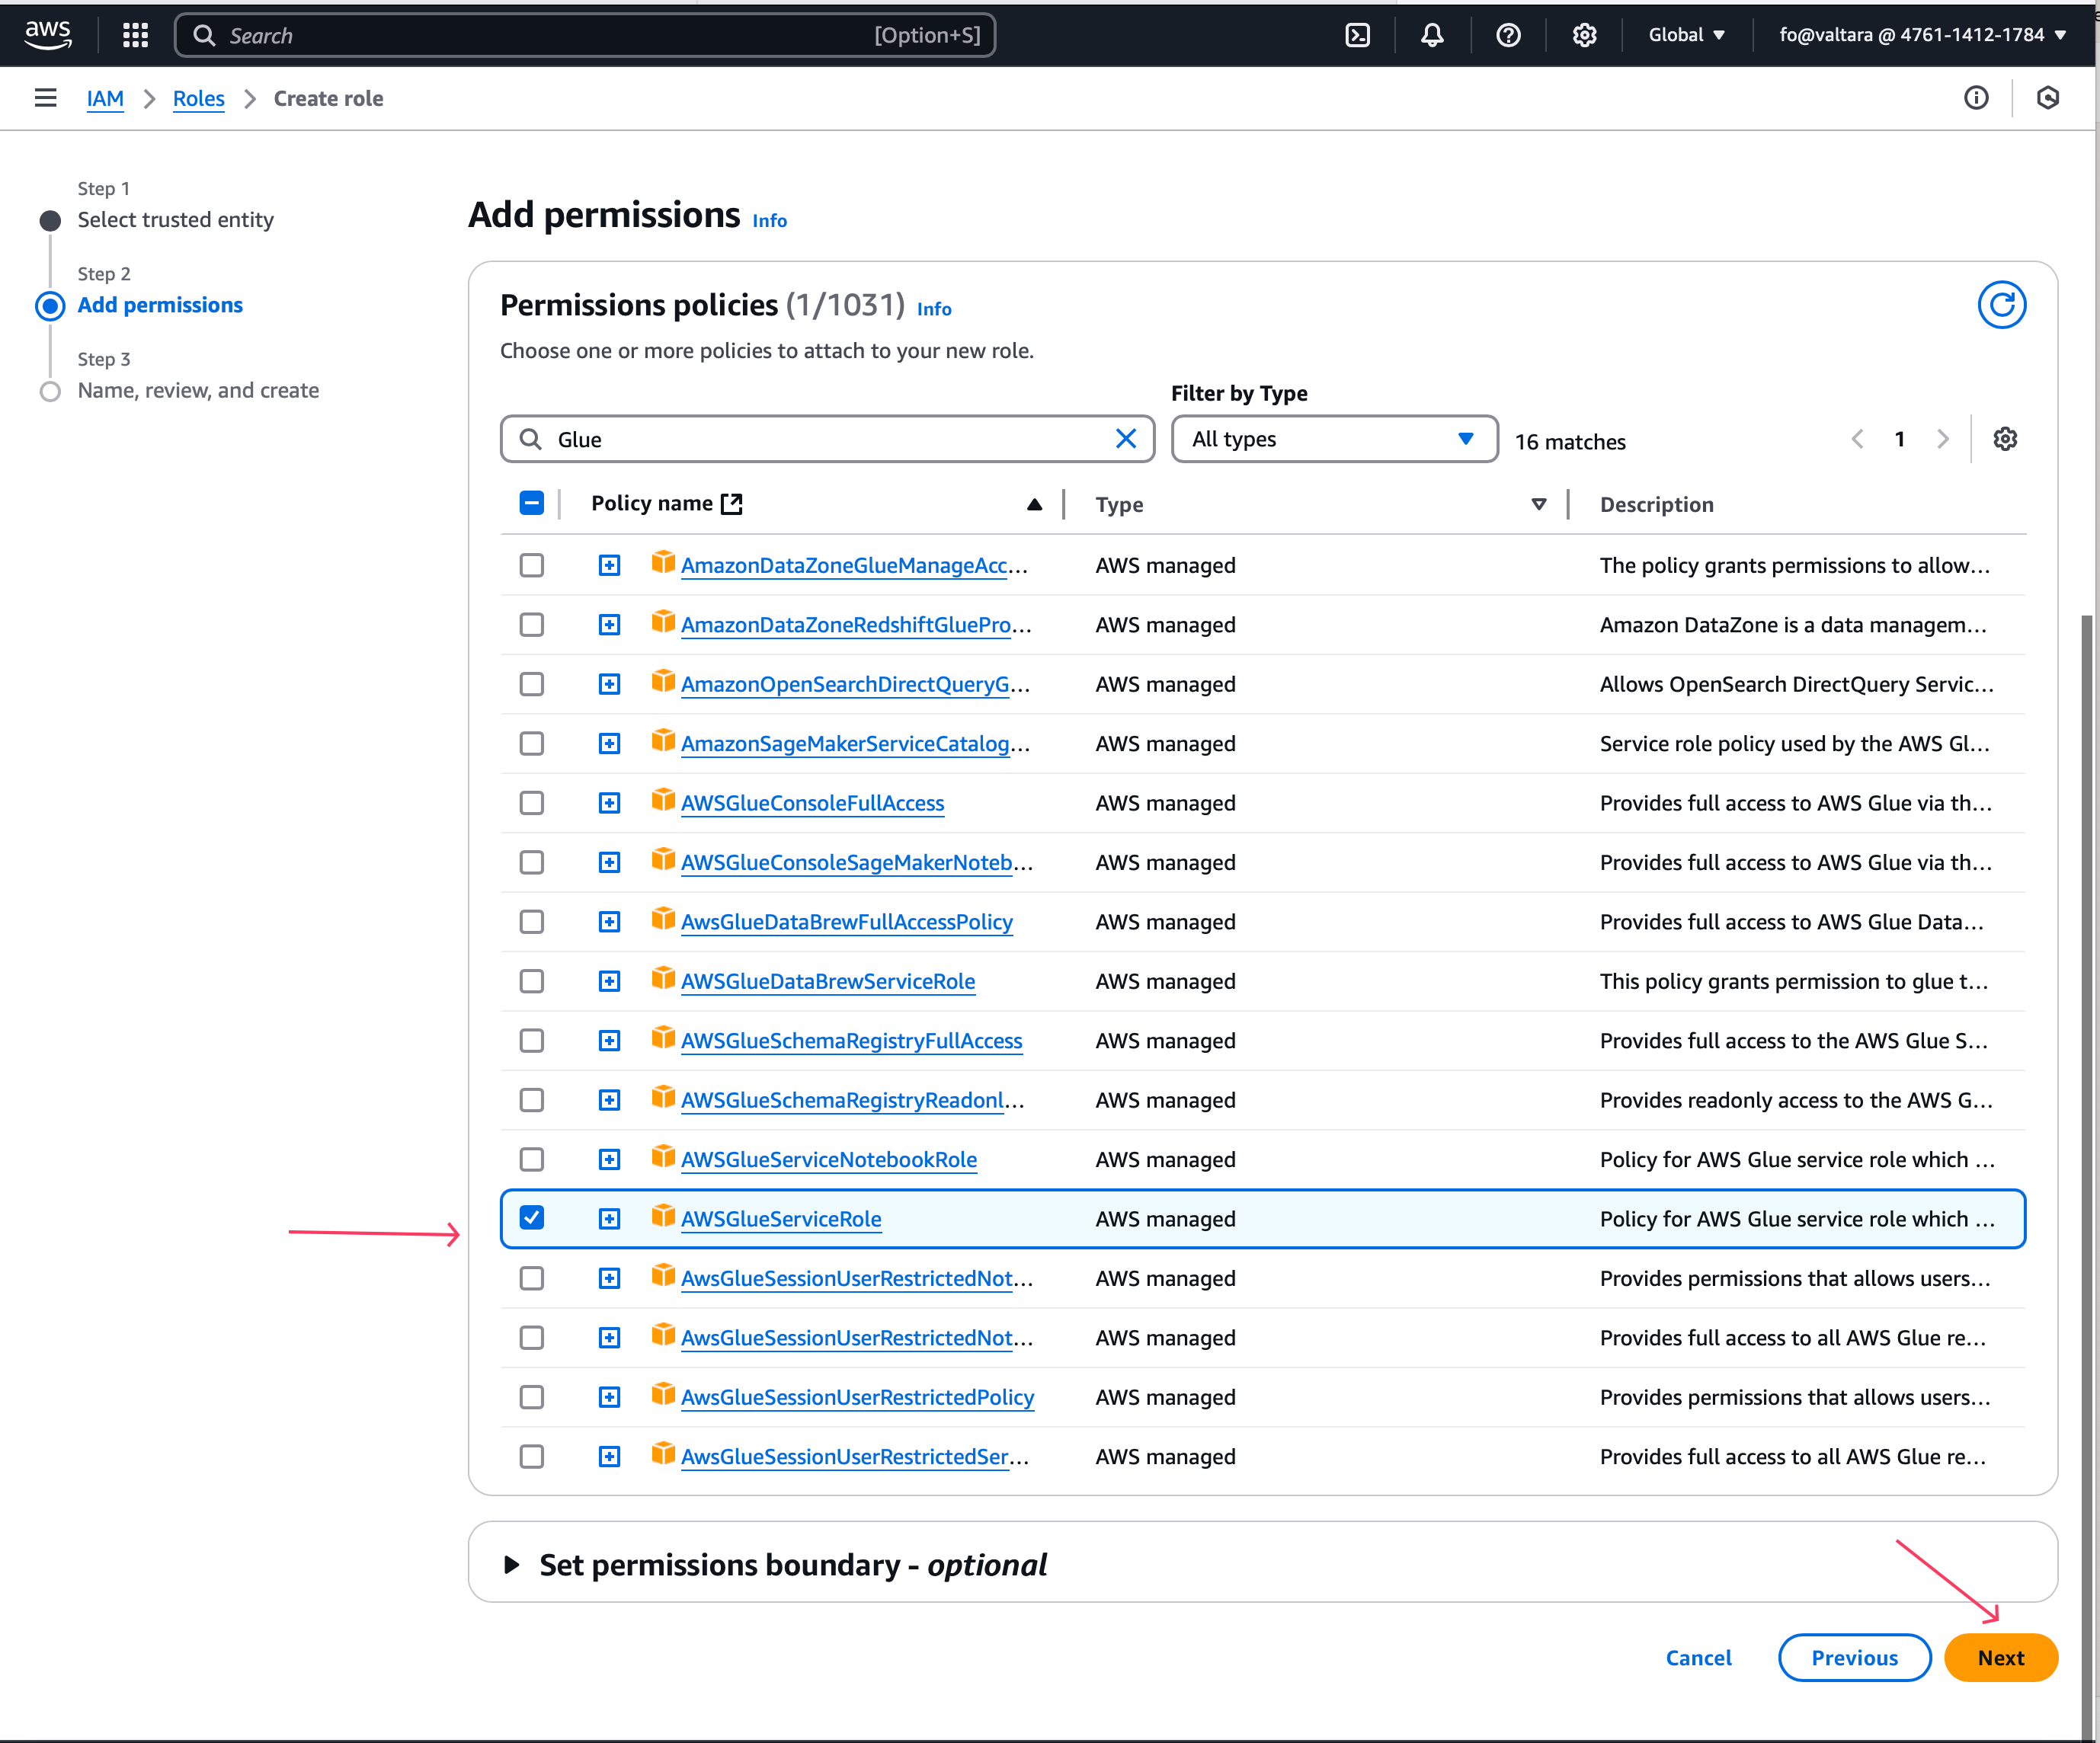 aws
Search [Option+S]
Global
fo@valtara @ 4761-1412-1784
IAM
Roles
Create role
Step 1
Select trusted entity
Step 2
Add permissions
Step 3
Name, review, and create
Add permissions Info
Permissions policies (1/1031) Info
Choose one or more policies to attach to your new role.
Filter by Type
Glue
All types
16 matches
1
Policy name Type Description
AmazonDataZoneGlueManageAcc... AWS managed The policy grants permissions to allow...
AmazonDataZoneRedshiftGluePro... AWS managed Amazon DataZone is a data managem...
AmazonOpenSearchDirectQueryG... AWS managed Allows OpenSearch DirectQuery Servic...
AmazonSageMakerServiceCatalog... AWS managed Service role policy used by the AWS Gl...
AWSGlueConsoleFullAccess AWS managed Provides full access to AWS Glue via th...
AWSGlueConsoleSageMakerNoteb... AWS managed Provides full access to AWS Glue via th...
AwsGlueDataBrewFullAccessPolicy AWS managed Provides full access to AWS Glue Data...
AWSGlueDataBrewServiceRole AWS managed This policy grants permission to glue t...
AWSGlueSchemaRegistryFullAccess AWS managed Provides full access to the AWS Glue S...
AWSGlueSchemaRegistryReadonl... AWS managed Provides readonly access to the AWS G...
AWSGlueServiceNotebookRole AWS managed Policy for AWS Glue service role which ...
AWSGlueServiceRole AWS managed Policy for AWS Glue service role which ...
AwsGlueSessionUserRestrictedNot... AWS managed Provides permissions that allows users...
AwsGlueSessionUserRestrictedNot... AWS managed Provides full access to all AWS Glue re...
AwsGlueSessionUserRestrictedPolicy AWS managed Provides permissions that allows users...
AwsGlueSessionUserRestrictedSer... AWS managed Provides full access to all AWS Glue re...
Set permissions boundary - optional
Cancel
Previous
Next